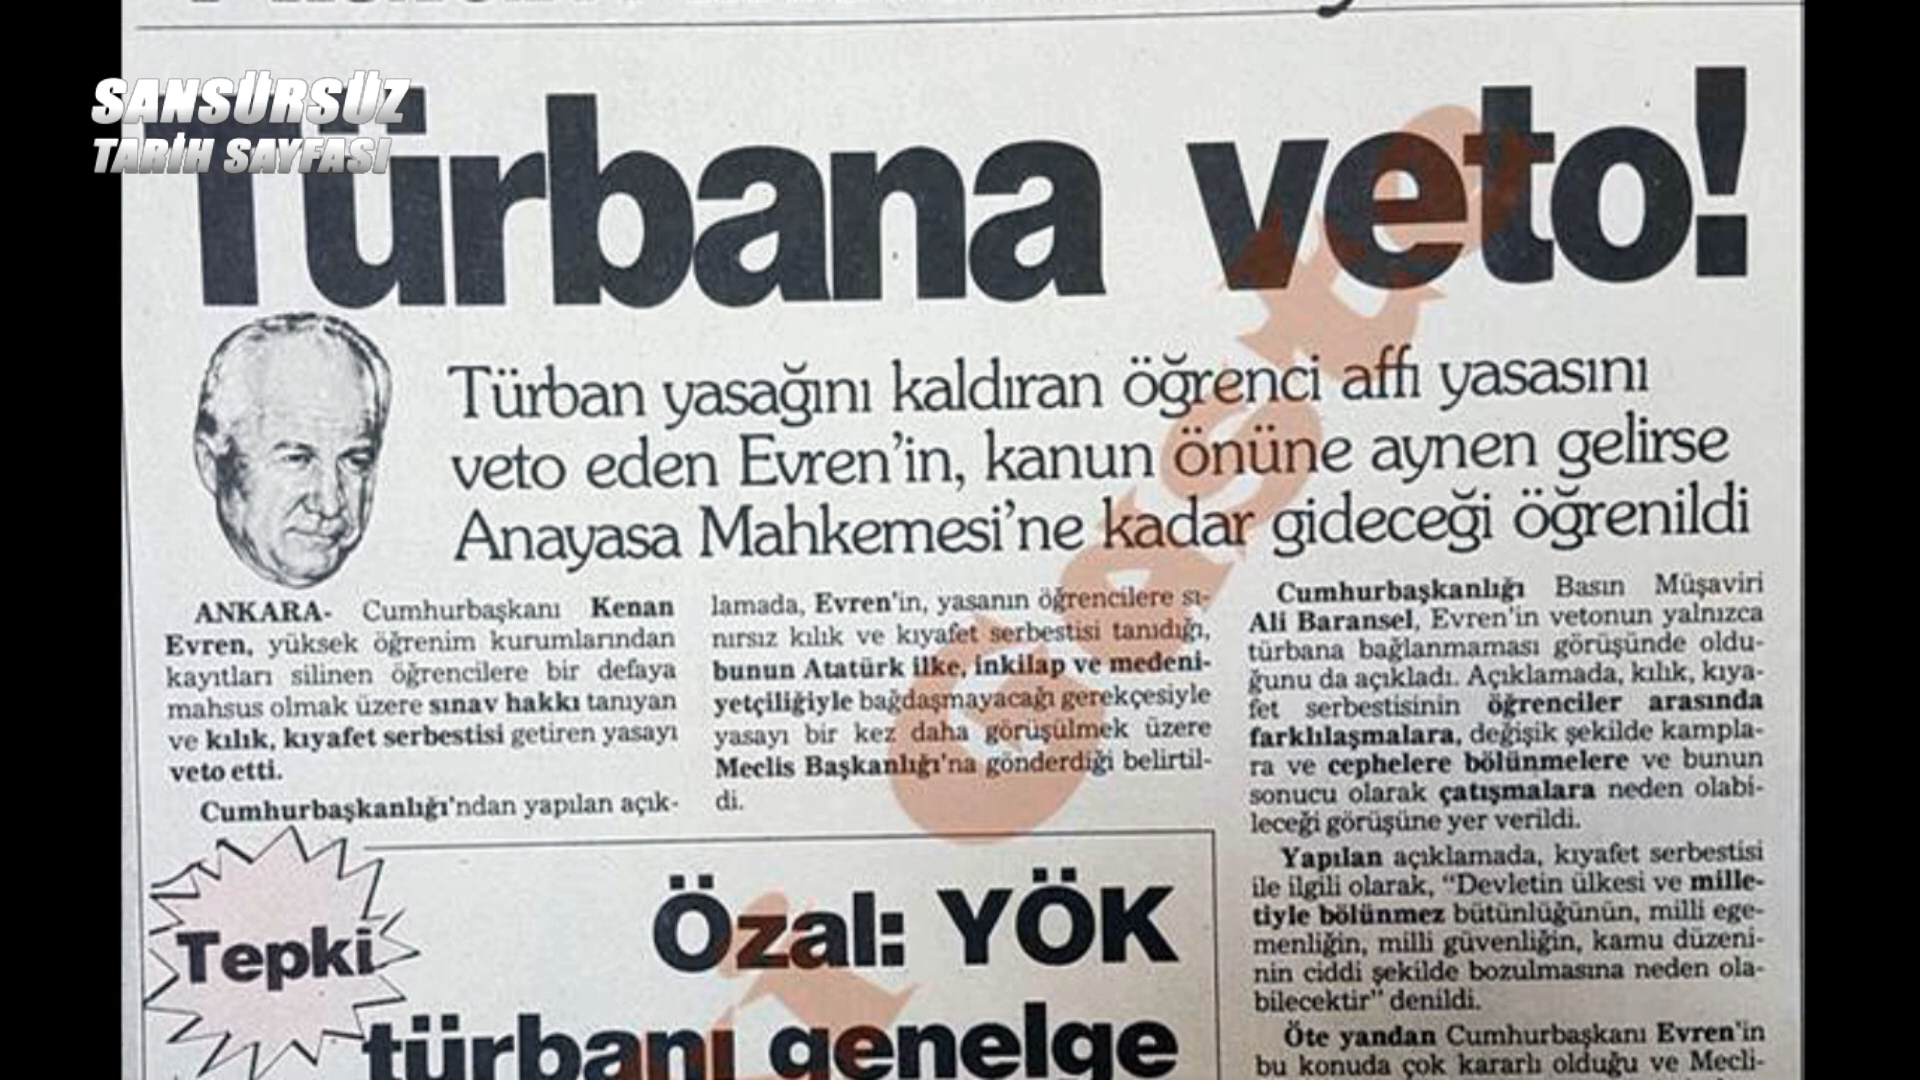 SANSÜRSÜZ
TARİH SAYFASI
Türbana veto!
Türban yasağını kaldıran öğrenci affı yasasını
veto eden Evren'in, kanun önüne aynen gelirse
Anayasa Mahkemesi'ne kadar gideceği öğrenildi
ANKARA- Cumhurbaşkanı Kenan
Evren, yüksek öğrenim kurumlarından
kayıtları silinen öğrencilere bir defaya
mahsus olmak üzere sınav hakkı tanıyan
ve kılık, kıyafet serbestisi getiren yasayı
veto etti.
Cumhurbaşkanlığı'ndan yapılan açık-
lamada, Evren'in, yasanın öğrencilere sı-
nırsız kılık ve kıyafet serbestisi tanıdığı,
bunun Atatürk ilke, inkilap ve medeni-
yetçiliğiyle bağdaşmayacağı gerekçesiyle
yasayı bir kez daha görüşülmek üzere
Meclis Başkanlığı'na gönderdiği belirtil-
di.
Cumhurbaşkanlığı Basın Müşaviri
Ali Baransel, Evren'in vetonun yalnızca
türbana bağlanmaması görüşünde oldu-
ğunu da açıkladı. Açıklamada, kılık, kıya-
fet serbestisinin öğrenciler arasında
farklılaşmalara, değişik şekilde kampla-
ra ve cephelere bölünmelere ve bunun
sonucu olarak çatışmalara neden olabi-
leceği görüşüne yer verildi.
Yapılan açıklamada, kıyafet serbestisi
ile ilgili olarak, "Devletin ülkesi ve mille-
tiyle bölünmez bütünlüğünün, milli ege-
menliğin, milli güvenliğin, kamu düzeni-
nin ciddi şekilde bozulmasına neden ola-
bilecektir" denildi.
Öte yandan Cumhurbaşkanı Evren'in
bu konuda çok kararlı olduğu ve Mecli-
Tepki
Özal: YÖK
türbanı genelge